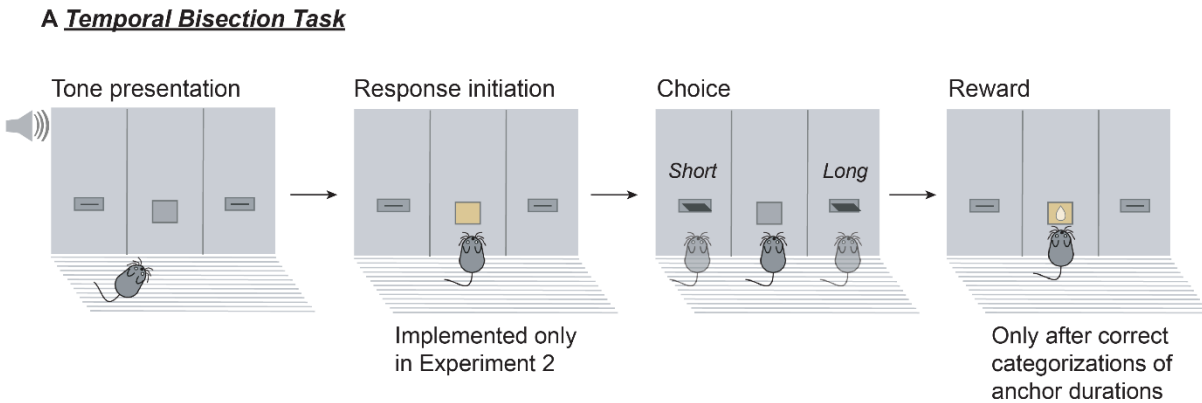 A Temporal Bisection Task
Tone presentation
Response initiation
Choice
Reward
Short
Long
Implemented only
in Experiment 2
Only after correct
categorizations of
anchor durations